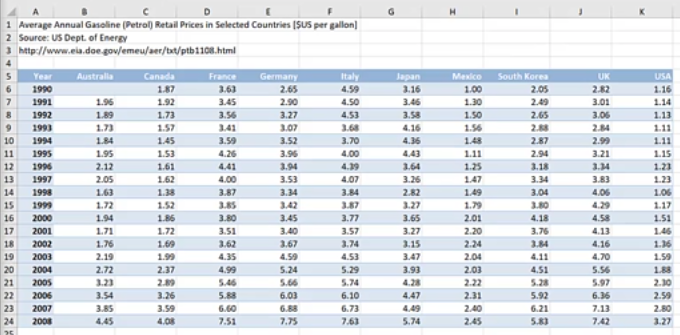 A B C D E F G H I J K
1 Average Annual Gasoline (Petrol) Retail Prices in Selected Countries [$US per gallon]
2 Source: US Dept. of Energy
3 http://www.eia.doe.gov/emeu/aer/txt/ptb1108.html
4
5 Year Australia Canada France Germany Italy Japan Mexico South Korea UK USA
6 1990 1.87 3.63 2.65 4.59 3.16 1.00 2.05 2.82 1.16
7 1991 1.96 1.92 3.45 2.90 4.50 3.46 1.30 2.49 3.01 1.14
8 1992 1.89 1.73 3.56 3.27 4.53 3.58 1.50 2.65 3.06 1.13
9 1993 1.73 1.57 3.41 3.07 3.68 4.16 1.56 2.88 2.84 1.11
10 1994 1.84 1.45 3.59 3.52 3.70 4.36 1.48 2.87 2.99 1.11
11 1995 1.95 1.53 4.26 3.96 4.00 4.43 1.11 2.94 3.21 1.15
12 1996 2.12 1.61 4.41 3.94 4.39 3.64 1.25 3.18 3.34 1.23
13 1997 2.05 1.62 4.00 3.53 4.07 3.26 1.47 3.34 3.83 1.23
14 1998 1.63 1.38 3.87 3.34 3.84 2.82 1.49 3.04 4.06 1.06
15 1999 1.72 1.52 3.85 3.42 3.87 3.27 1.79 3.80 4.29 1.17
16 2000 1.94 1.86 3.80 3.45 3.77 3.65 2.01 4.18 4.58 1.51
17 2001 1.71 1.72 3.51 3.40 3.57 3.27 2.20 3.76 4.13 1.46
18 2002 1.76 1.69 3.62 3.67 3.74 3.15 2.24 3.84 4.16 1.36
19 2003 2.19 1.99 4.35 4.59 4.53 3.47 2.04 4.11 4.70 1.59
20 2004 2.72 2.37 4.99 5.24 5.29 3.93 2.03 4.51 5.56 1.88
21 2005 3.23 2.89 5.46 5.66 5.74 4.28 2.22 5.28 5.97 2.30
22 2006 3.54 3.26 5.88 6.03 6.10 4.47 2.31 5.92 6.36 2.59
23 2007 3.85 3.59 6.60 6.88 6.73 4.49 2.40 6.21 7.13 2.80
24 2008 4.45 4.08 7.51 7.75 7.63 5.74 2.45 5.83 7.42 3.27